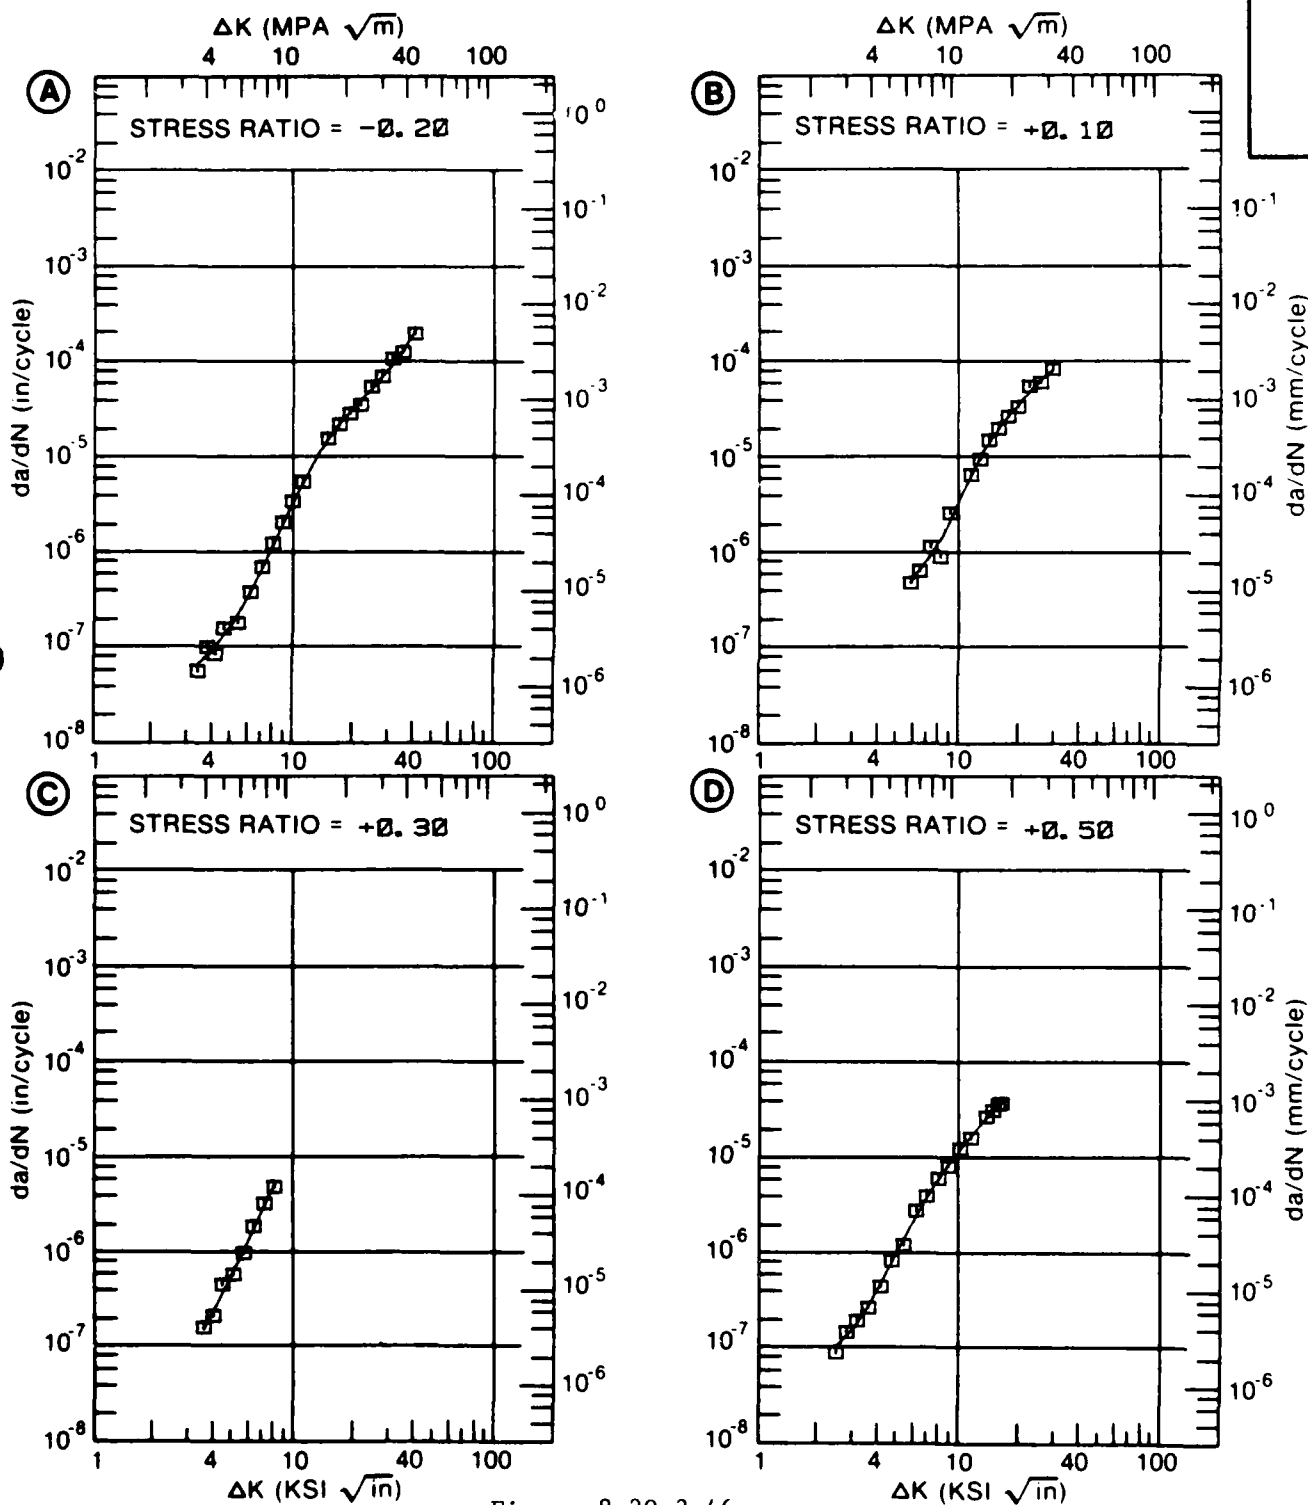 ΔK (MPA √m)
4 10 40 100
A
STRESS RATIO = -0.20
10^0
10^-2
10^-1
10^-3
10^-2
10^-4
10^-3
10^-5
10^-4
10^-6
10^-5
10^-7
10^-6
10^-8
1 4 10 40 100
da/dN (in/cycle)
ΔK (MPA √m)
4 10 40 100
B
STRESS RATIO = +0.10
10^-2
10^-1
10^-3
10^-2
10^-4
10^-3
10^-5
10^-4
10^-6
10^-5
10^-7
10^-6
10^-8
1 4 10 40 100
da/dN (mm/cycle)
C
STRESS RATIO = +0.30
10^0
10^-2
10^-1
10^-3
10^-2
10^-4
10^-3
10^-5
10^-4
10^-6
10^-5
10^-7
10^-6
10^-8
1 4 10 40 100
da/dN (in/cycle)
ΔK (KSI √in)
D
STRESS RATIO = +0.50
10^0
10^-2
10^-1
10^-3
10^-2
10^-4
10^-3
10^-5
10^-4
10^-6
10^-5
10^-7
10^-6
10^-8
1 4 10 40 100
da/dN (mm/cycle)
ΔK (KSI √in)